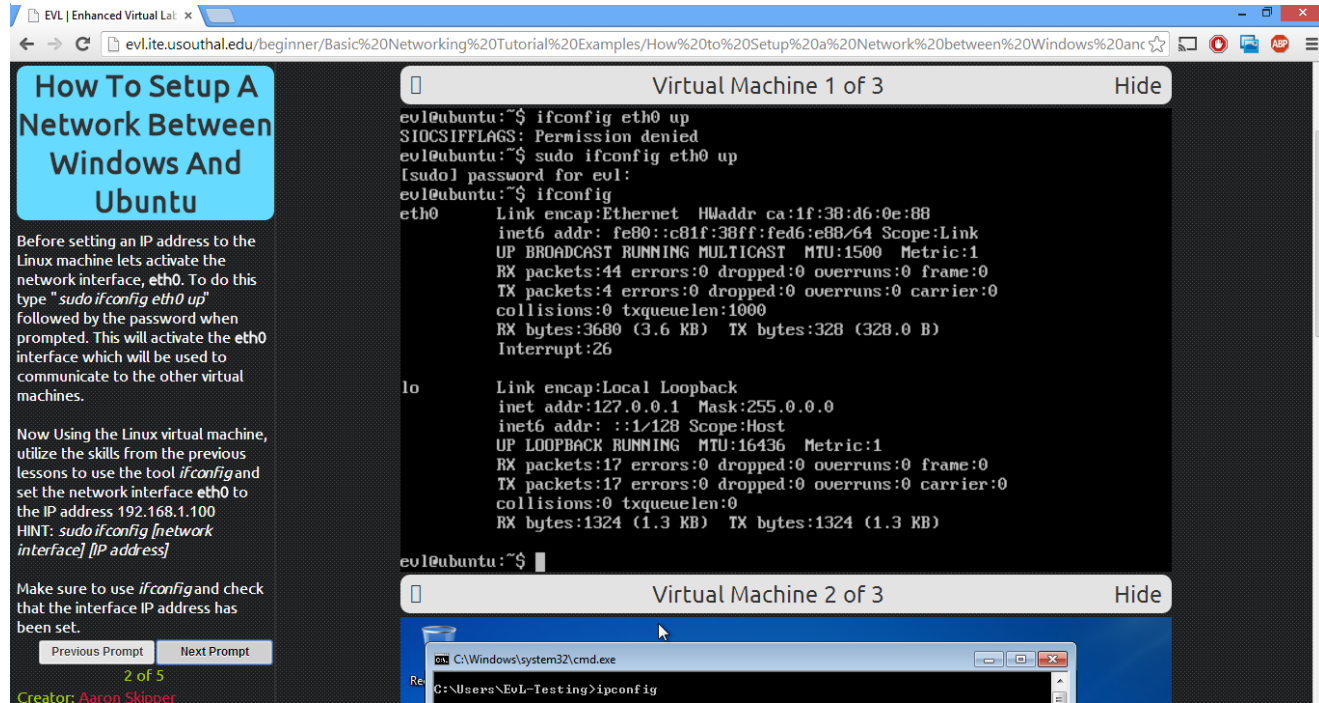 EVL | Enhanced Virtual Lab
evl.ite.usouthal.edu/beginner/Basic%20Networking%20Tutorial%20Examples/How%20to%20Setup%20a%20Network%20between%20Windows%20and
ABP
How To Setup A
Network Between
Windows And
Ubuntu
Before setting an IP address to the
Linux machine lets activate the
network interface, eth0. To do this
type "sudo ifconfig eth0 up"
followed by the password when
prompted. This will activate the eth0
interface which will be used to
communicate to the other virtual
machines.
Now Using the Linux virtual machine,
utilize the skills from the previous
lessons to use the tool ifconfig and
set the network interface eth0 to
the IP address 192.168.1.100
HINT: sudo ifconfig [network
interface] [IP address]
Make sure to use ifconfig and check
that the interface IP address has
been set.
Previous Prompt Next Prompt
2 of 5
Creator: Aaron Skipper
Virtual Machine 1 of 3 Hide
evl@ubuntu:~$ ifconfig eth0 up
SIOCSIFFLAGS: Permission denied
evl@ubuntu:~$ sudo ifconfig eth0 up
[sudo] password for evl:
evl@ubuntu:~$ ifconfig
eth0 Link encap:Ethernet HWaddr ca:1f:38:d6:0e:88
inet6 addr: fe80::c81f:38ff:fed6:e88/64 Scope:Link
UP BROADCAST RUNNING MULTICAST MTU:1500 Metric:1
RX packets:44 errors:0 dropped:0 overruns:0 frame:0
TX packets:4 errors:0 dropped:0 overruns:0 carrier:0
collisions:0 txqueuelen:1000
RX bytes:3680 (3.6 KB) TX bytes:328 (328.0 B)
Interrupt:26
lo Link encap:Local Loopback
inet addr:127.0.0.1 Mask:255.0.0.0
inet6 addr: ::1/128 Scope:Host
UP LOOPBACK RUNNING MTU:16436 Metric:1
RX packets:17 errors:0 dropped:0 overruns:0 frame:0
TX packets:17 errors:0 dropped:0 overruns:0 carrier:0
collisions:0 txqueuelen:0
RX bytes:1324 (1.3 KB) TX bytes:1324 (1.3 KB)
evl@ubuntu:~$
Virtual Machine 2 of 3 Hide
C:\Windows\system32\cmd.exe
Re
C:\Users\EvL-Testing>ipconfig